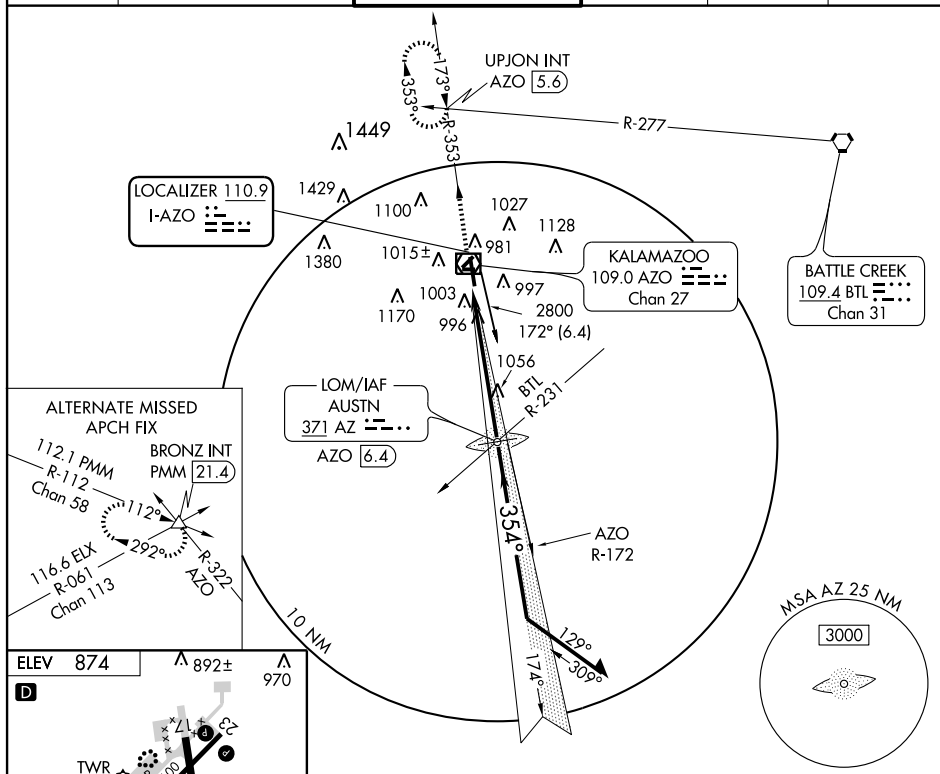 UPJON INT
AZO 5.6
173°
353°
R-353
R-277
1449
LOCALIZER 110.9
I-AZO
1429
1100
1027
1128
1380
1015±
981
KALAMAZOO
109.0 AZO
Chan 27
BATTLE CREEK
109.4 BTL
Chan 31
997
1003
1170
996
2800
172° (6.4)
1056
BTL
R-231
LOM/IAF
AUSTN
371 AZ
AZO 6.4
ALTERNATE MISSED
APCH FIX
BRONZ INT
PMM 21.4
112.1 PMM
R-112
Chan 58
112°
292°
116.6 ELX
R-061
Chan 113
R-322
AZO
354°
AZO
R-172
10 NM
129°
309°
174°
MSA AZ 25 NM
3000
ELEV 874
892±
970
D
17
23
P
P
TWR